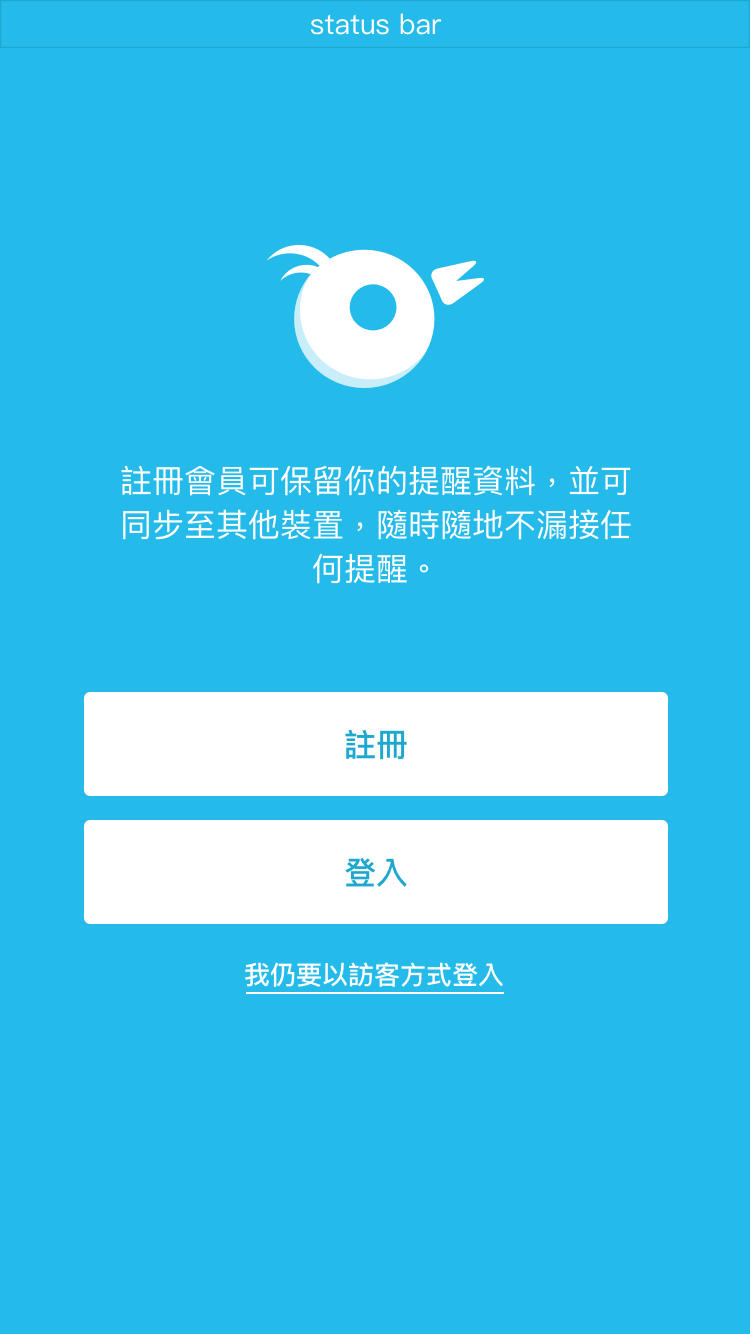 status bar
註冊會員可保留你的提醒資料，並可
同步至其他裝置，隨時隨地不漏接任
何提醒。
註冊
登入
我仍要以訪客方式登入